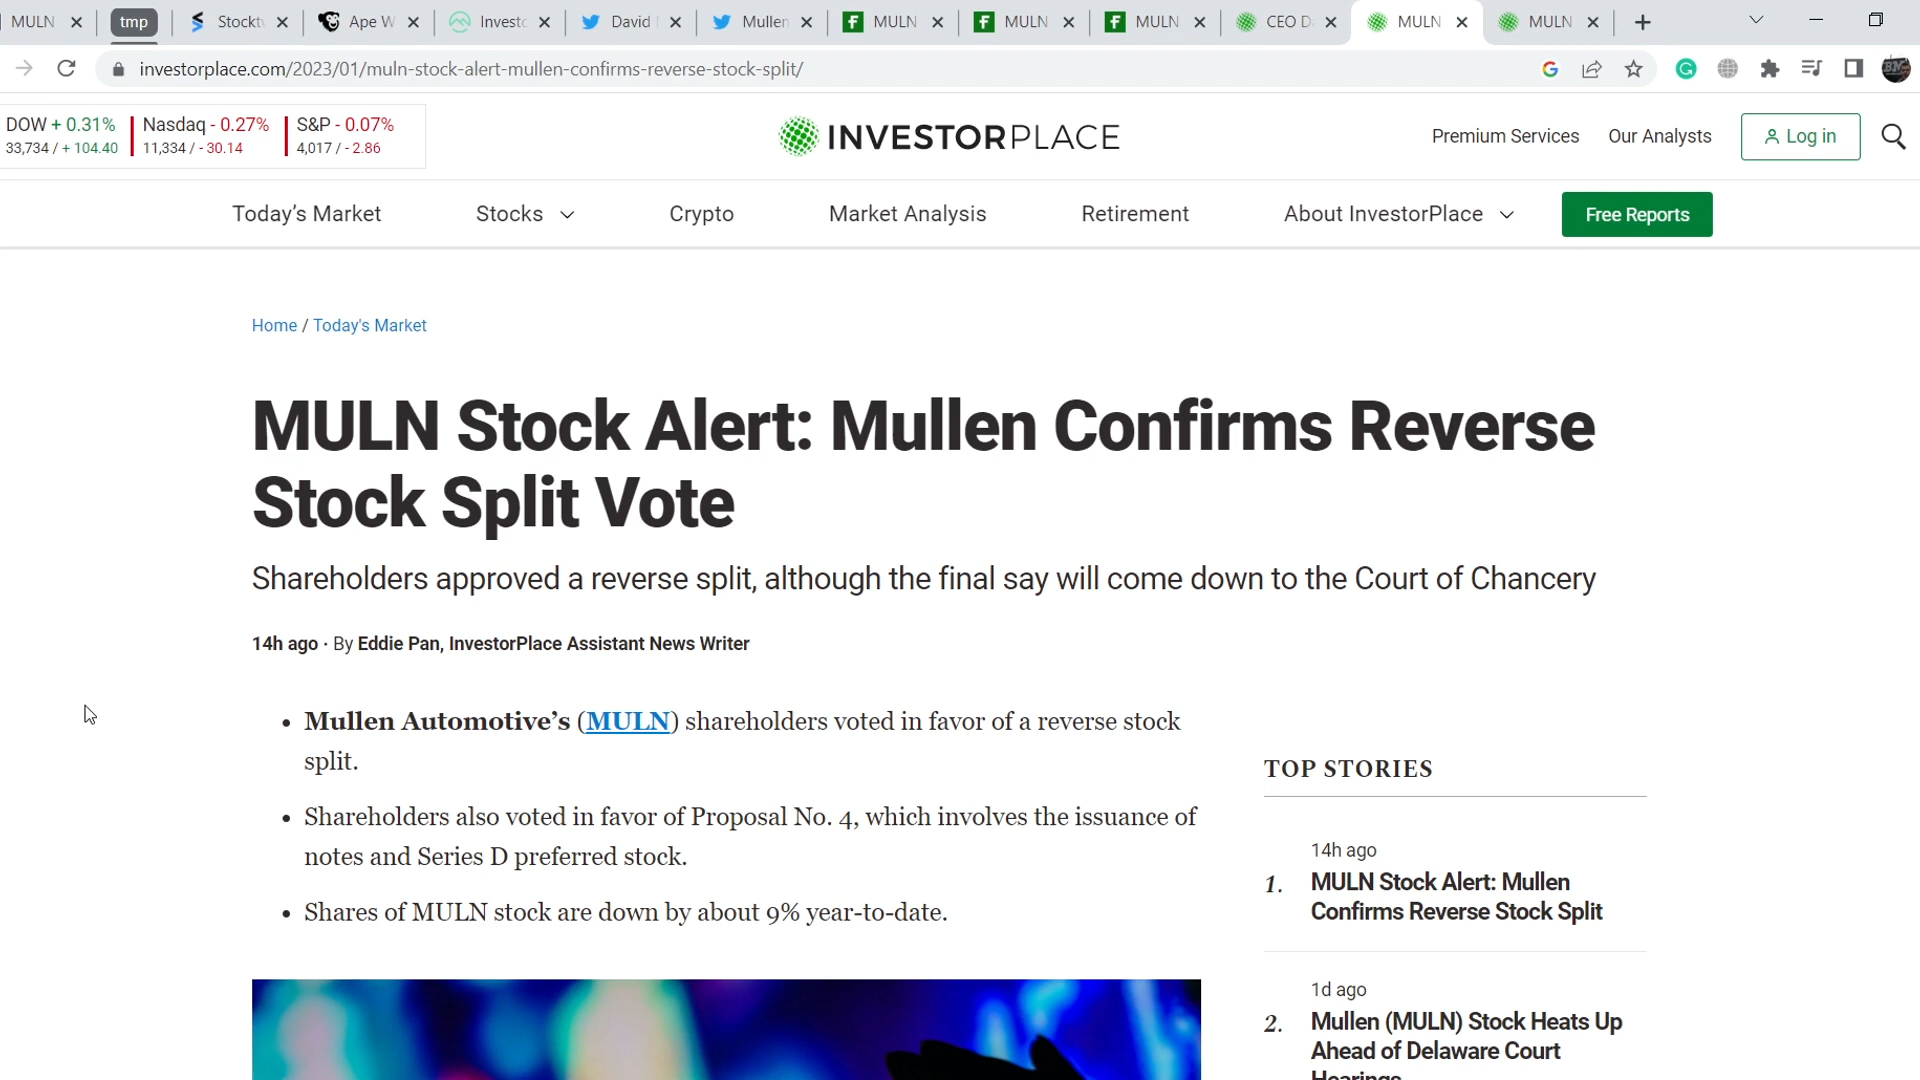 MULN
tmp
Stockt
Ape W
Invest
David
Mullen
MULN
MULN
MULN
CEO D
MULN
MULN
investorplace.com/2023/01/muln-stock-alert-mullen-confirms-reverse-stock-split/
DOW + 0.31%
33,734 / + 104.40
Nasdaq - 0.27%
11,334 / - 30.14
S&P - 0.07%
4,017 / - 2.86
INVESTORPLACE
Premium Services
Our Analysts
Log in
Today's Market
Stocks
Crypto
Market Analysis
Retirement
About InvestorPlace
Free Reports
Home / Today's Market
MULN Stock Alert: Mullen Confirms Reverse
Stock Split Vote
Shareholders approved a reverse split, although the final say will come down to the Court of Chancery
14h ago · By Eddie Pan, InvestorPlace Assistant News Writer
• Mullen Automotive’s (MULN) shareholders voted in favor of a reverse stock
split.
• Shareholders also voted in favor of Proposal No. 4, which involves the issuance of
notes and Series D preferred stock.
• Shares of MULN stock are down by about 9% year-to-date.
TOP STORIES
14h ago
1. MULN Stock Alert: Mullen
Confirms Reverse Stock Split
1d ago
2. Mullen (MULN) Stock Heats Up
Ahead of Delaware Court
Hearings